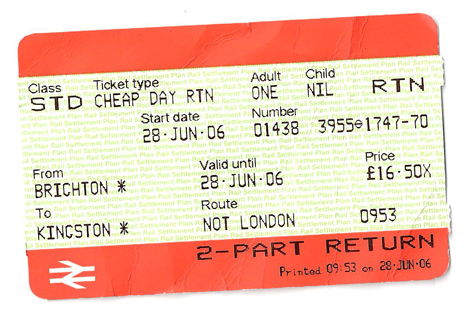 Class Ticket type Adult Child
STD CHEAP DAY RTN ONE NIL RTN
Start date Number
28·JUN·06 01438 3955⊖1747-70
From Valid until Price
BRIGHTON * 28·JUN·06 £16·50X
To Route
KINGSTON * NOT LONDON 0953
2-PART RETURN
Printed 09:53 on 28·JUN·06